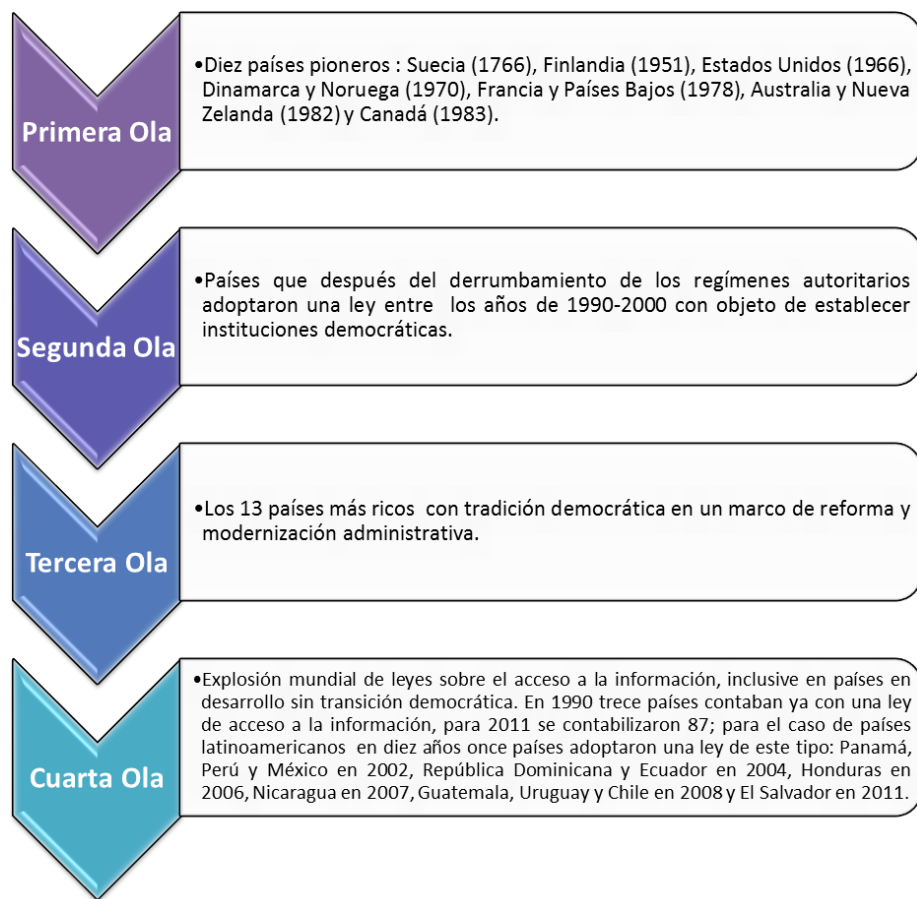 Primera Ola
•Diez países pioneros : Suecia (1766), Finlandia (1951), Estados Unidos (1966),
Dinamarca y Noruega (1970), Francia y Países Bajos (1978), Australia y Nueva
Zelanda (1982) y Canadá (1983).
Segunda Ola
•Países que después del derrumbamiento de los regímenes autoritarios
adoptaron una ley entre los años de 1990-2000 con objeto de establecer
instituciones democráticas.
Tercera Ola
•Los 13 países más ricos con tradición democrática en un marco de reforma y
modernización administrativa.
Cuarta Ola
•Explosión mundial de leyes sobre el acceso a la información, inclusive en países en
desarrollo sin transición democrática. En 1990 trece países contaban ya con una ley
de acceso a la información, para 2011 se contabilizaron 87; para el caso de países
latinoamericanos en diez años once países adoptaron una ley de este tipo: Panamá,
Perú y México en 2002, República Dominicana y Ecuador en 2004, Honduras en
2006, Nicaragua en 2007, Guatemala, Uruguay y Chile en 2008 y El Salvador en 2011.